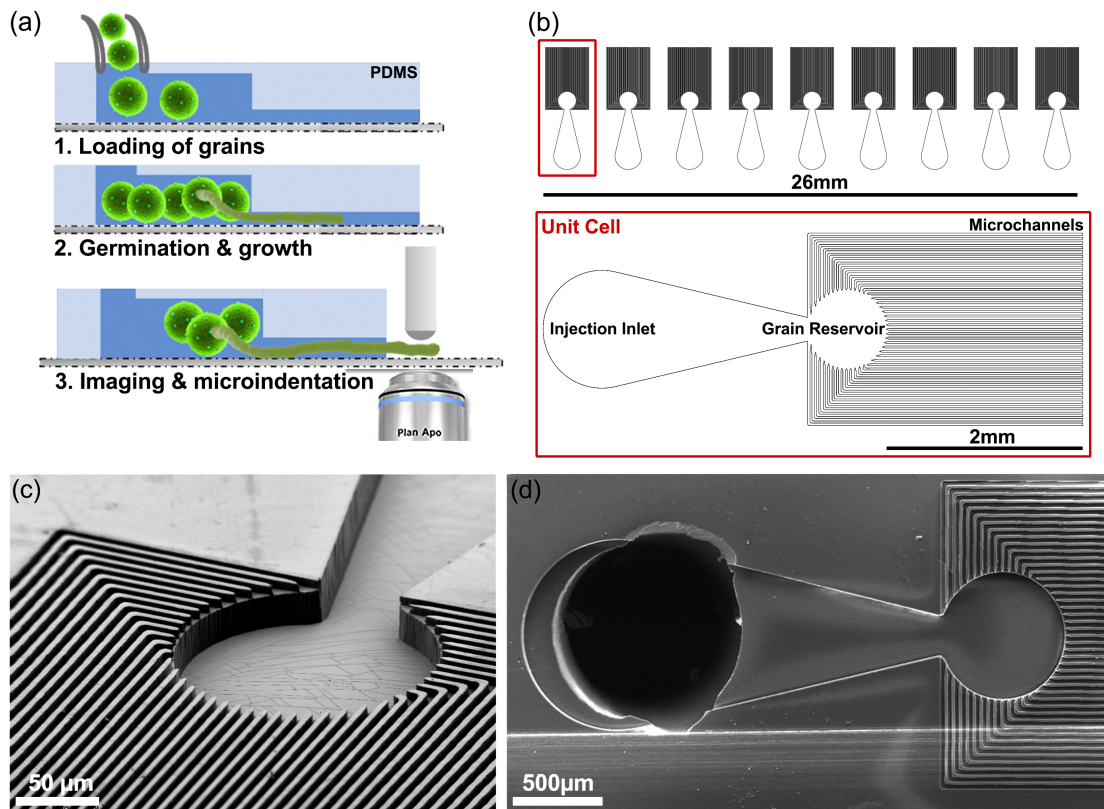 (a)
PDMS
1. Loading of grains
2. Germination & growth
3. Imaging & microindentation
Plan Apo
(b)
26mm
Unit Cell
Microchannels
Injection Inlet
Grain Reservoir
2mm
(c)
50 µm
(d)
500µm